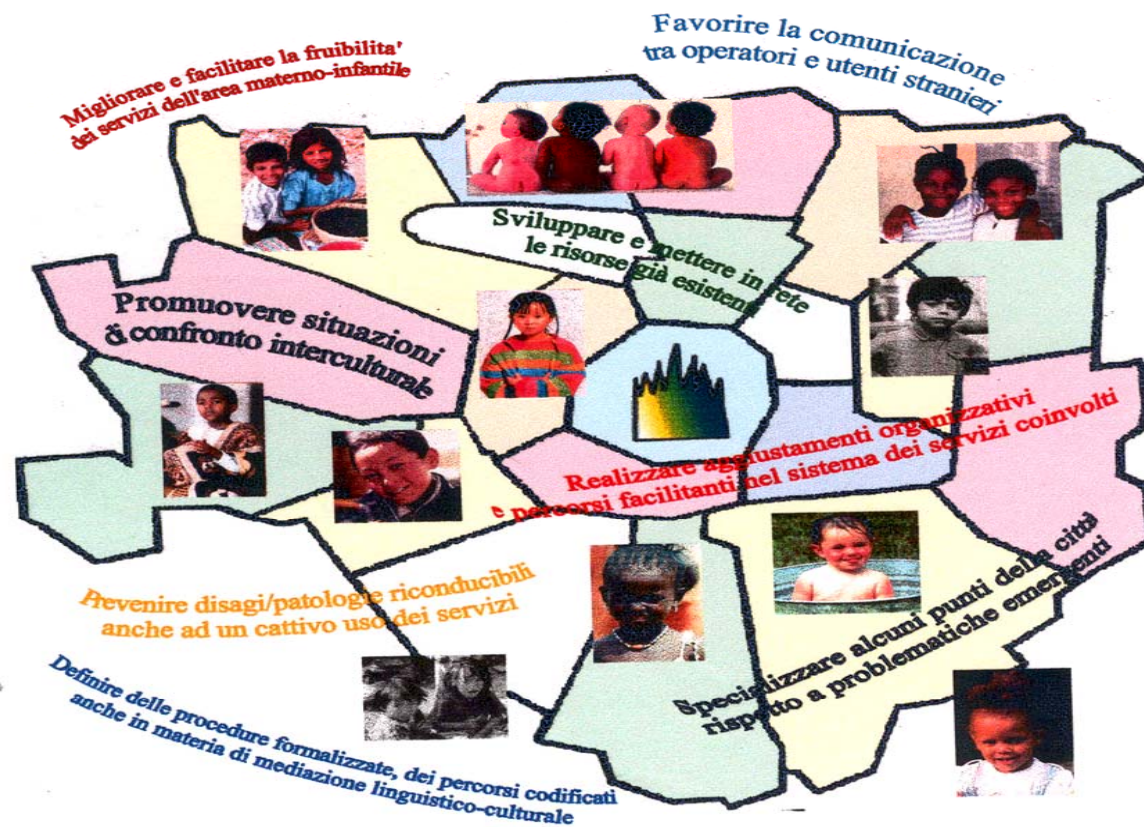 Migliorare e facilitare la fruibilita'
dei servizi dell'area materno-infantile
Favorire la comunicazione
tra operatori e utenti stranieri
Sviluppare e mettere in rete
le risorse già esistenti
Promuovere situazioni
di confronto interculturale
Realizzare aggiustamenti organizzativi
e percorsi facilitanti nel sistema dei servizi coinvolti
Prevenire disagi/patologie riconducibili
anche ad un cattivo uso dei servizi
Specializzare alcuni punti della città
rispetto a problematiche emergenti
Definire delle procedure formalizzate, dei percorsi codificati
anche in materia di mediazione linguistico-culturale